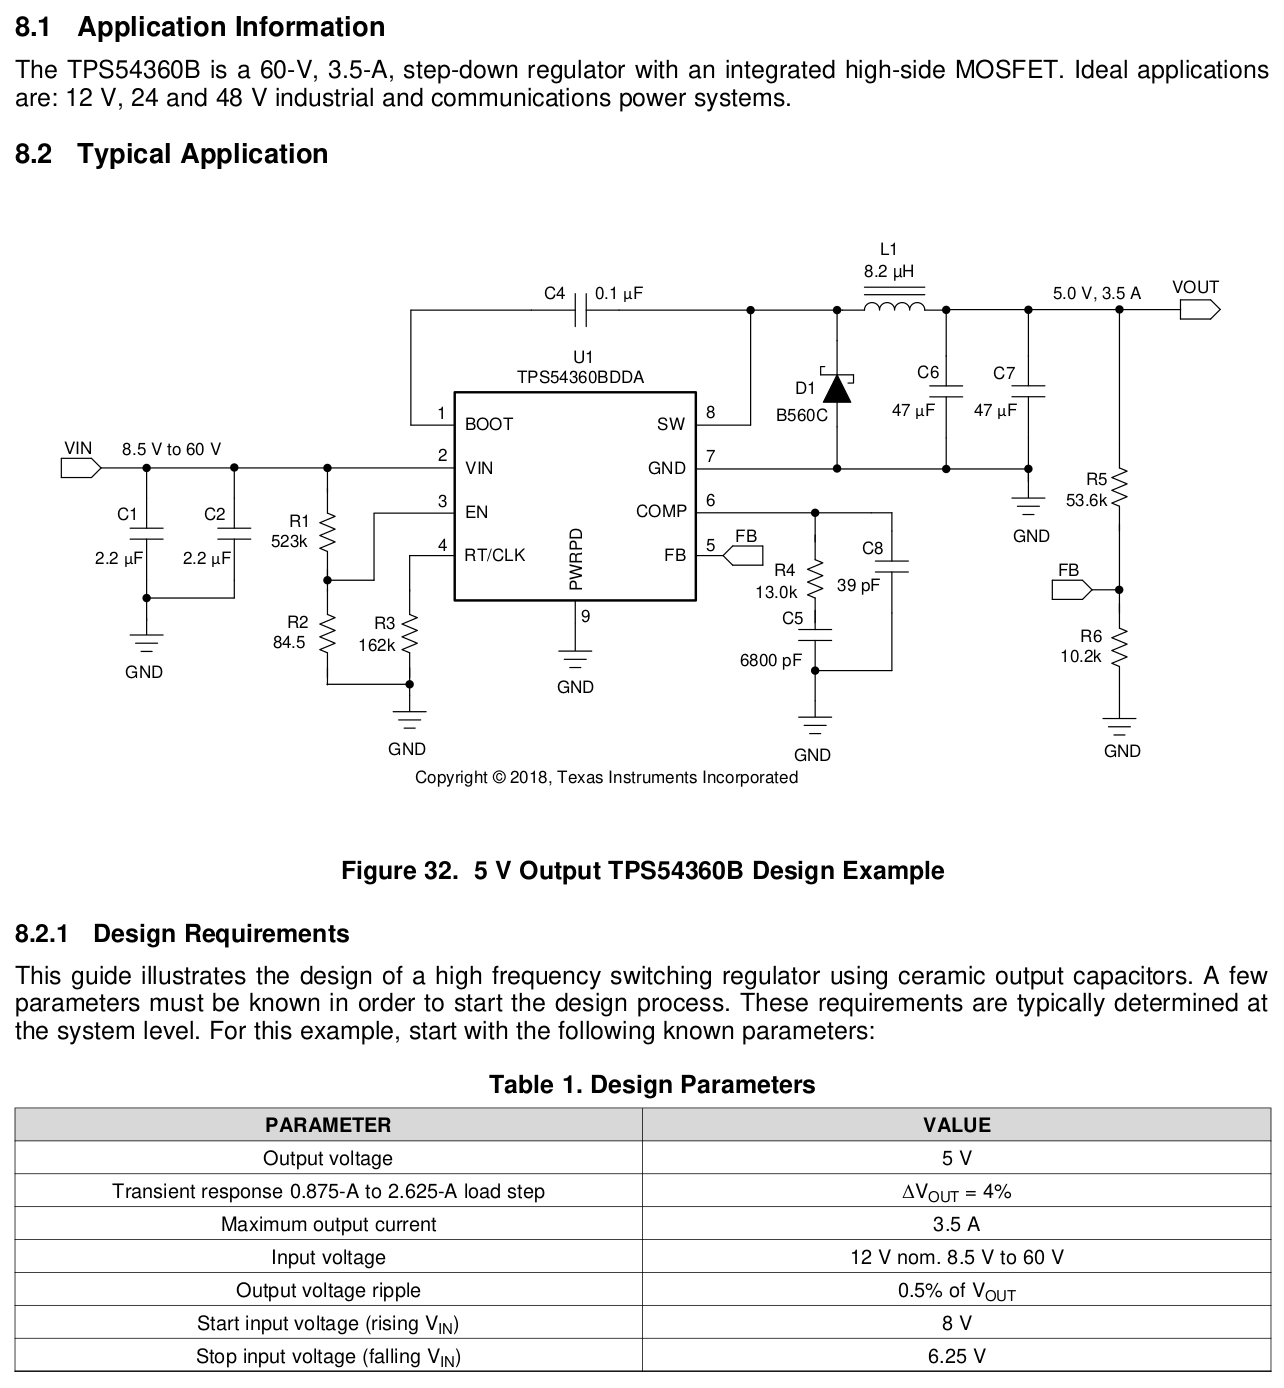 8.1 Application Information
The TPS54360B is a 60-V, 3.5-A, step-down regulator with an integrated high-side MOSFET. Ideal applications
are: 12 V, 24 and 48 V industrial and communications power systems.
8.2 Typical Application
L1
8.2 µH
C4 0.1 µF
5.0 V, 3.5 A
VOUT
U1
TPS54360BDDA
D1
B560C
C6
47 µF
C7
47 µF
1 BOOT
SW 8
VIN 8.5 V to 60 V
2 VIN
GND 7
3 EN
COMP 6
4 RT/CLK
FB 5
FB
PWRPD
9
GND
C1
2.2 µF
C2
2.2 µF
GND
R1
523k
R2
84.5
R3
162k
GND
R4
13.0k
C8
39 pF
C5
6800 pF
GND
GND
R5
53.6k
FB
R6
10.2k
GND
Copyright © 2018, Texas Instruments Incorporated
Figure 32. 5 V Output TPS54360B Design Example
8.2.1 Design Requirements
This guide illustrates the design of a high frequency switching regulator using ceramic output capacitors. A few
parameters must be known in order to start the design process. These requirements are typically determined at
the system level. For this example, start with the following known parameters:
Table 1. Design Parameters
PARAMETER VALUE
Output voltage 5 V
Transient response 0.875-A to 2.625-A load step ΔVOUT = 4%
Maximum output current 3.5 A
Input voltage 12 V nom. 8.5 V to 60 V
Output voltage ripple 0.5% of VOUT
Start input voltage (rising VIN) 8 V
Stop input voltage (falling VIN) 6.25 V